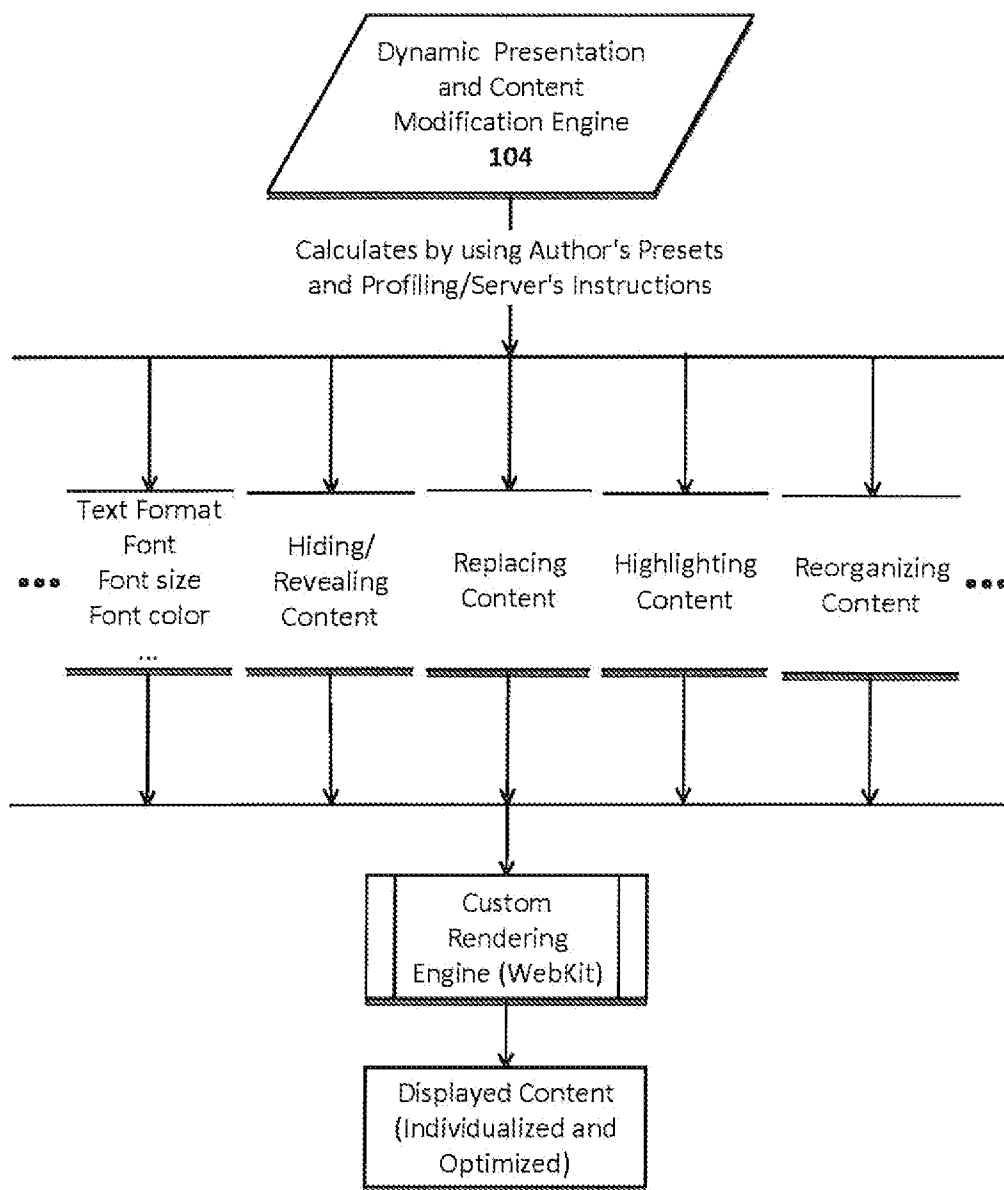 Dynamic Presentation
and Content
Modification Engine
104
Calculates by using Author's Presets
and Profiling/Server's Instructions
Text Format
Font
Font size
Font color
...
Hiding/
Revealing
Content
Replacing
Content
Highlighting
Content
Reorganizing
Content
Custom
Rendering
Engine (WebKit)
Displayed Content
(Individualized and
Optimized)